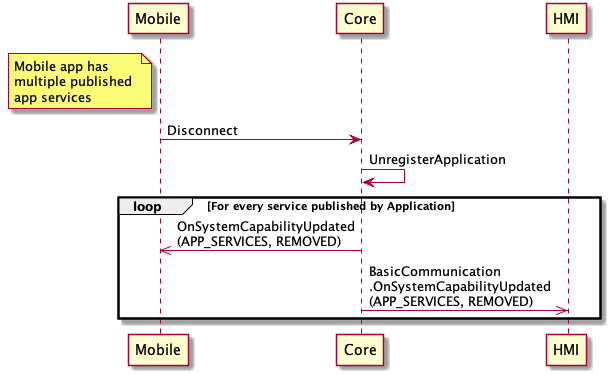 Mobile
Core
HMI
Mobile app has
multiple published
app services
Disconnect
UnregisterApplication
loop
[For every service published by Application]
OnSystemCapabilityUpdated
(APP_SERVICES, REMOVED)
BasicCommunication
.OnSystemCapabilityUpdated
(APP_SERVICES, REMOVED)
Mobile
Core
HMI